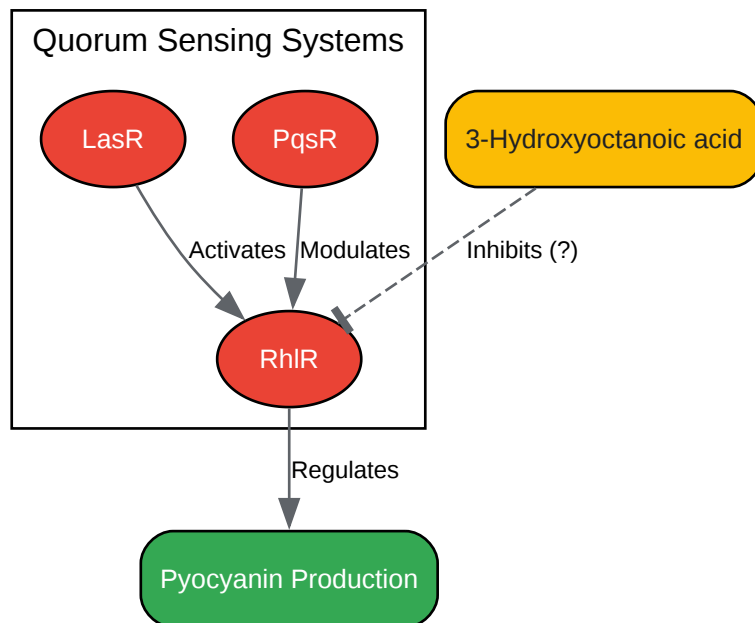 Quorum Sensing Systems
LasR
PqsR
3-Hydroxyoctanoic acid
Activates
Modulates
Inhibits (?)
RhlR
Regulates
Pyocyanin Production